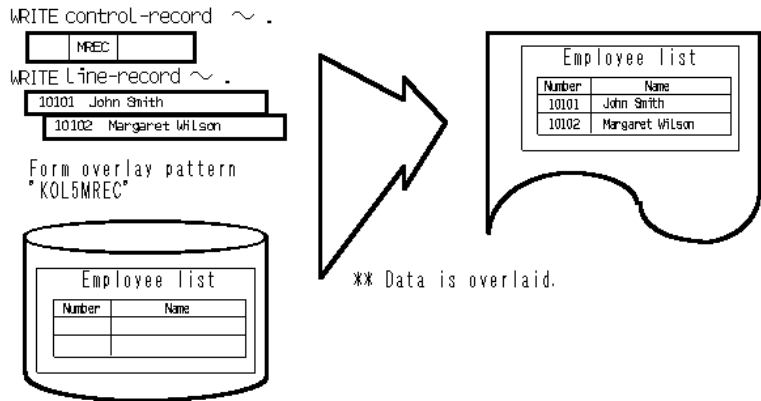 WRITE control-record ～ .
MREC
WRITE line-record ～ .
10101 John Smith
10102 Margaret Wilson
Form overlay pattern
"KOL5MREC"
Employee list
Number Name
** Data is overlaid.
Employee list
Number Name
10101 John Smith
10102 Margaret Wilson